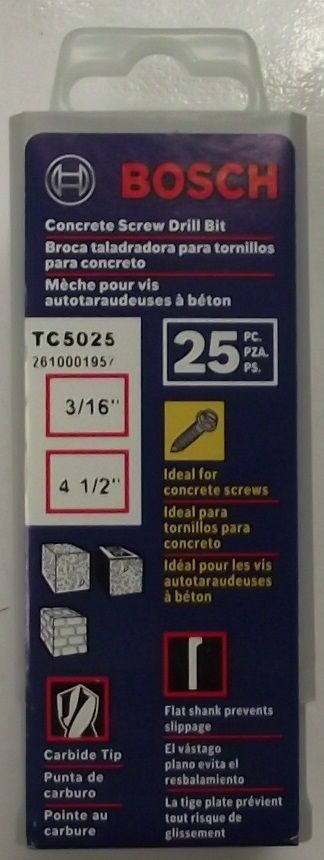 BOSCH
Concrete Screw Drill Bit
Broca taladradora para tornillos
para concreto
Mèche pour vis
autotaraudeuses à béton
TC5025
261000195
3/16"
4 1/2"
25 PC.
PZA.
PS.
Ideal for
concrete screws
Ideal para
tornillos para
concreto
Idéal pour les vis
autotaraudeuses
à béton
Carbide Tip
Punta de
carburo
Pointe au
carbure
Flat shank prevents
slippage
El vástago
plano evita el
resbalamiento
La tige plate prévient
tout risque de
glissement